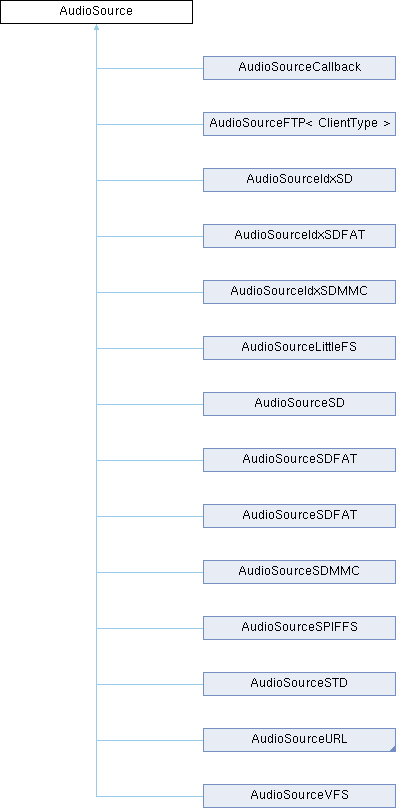 AudioSource
AudioSourceCallback
AudioSourceFTP< ClientType >
AudioSourceIdxSD
AudioSourceIdxSDFAT
AudioSourceIdxSDMMC
AudioSourceLittleFS
AudioSourceSD
AudioSourceSDFAT
AudioSourceSDFAT
AudioSourceSDMMC
AudioSourceSPIFFS
AudioSourceSTD
AudioSourceURL
AudioSourceVFS